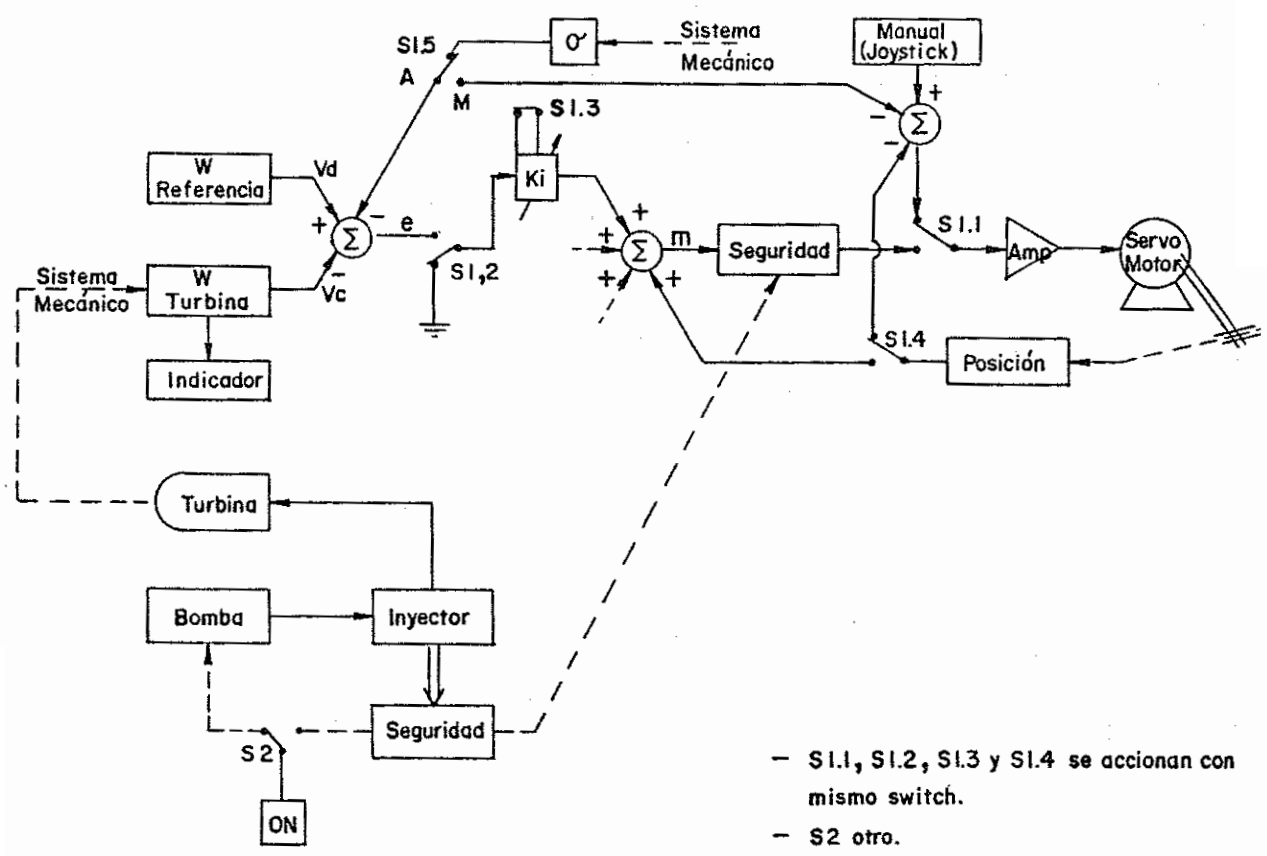 Sistema
Mecánico
Manual
(Joystick)
S1.5
σ
A
M
+
-
Σ
-
S1.3
W
Referencia
Vd
Ki
+
-
Σ
e
-
Vc
S1,2
+
+
Σ
+
+
m
Seguridad
S1.1
Amp
Servo
Motor
Sistema
Mecánico
W
Turbina
Indicador
S1.4
Posición
Turbina
Bomba
Inyector
Seguridad
S2
ON
- S1.1, S1.2, S1.3 y S1.4 se accionan con
mismo switch.
- S2 otro.